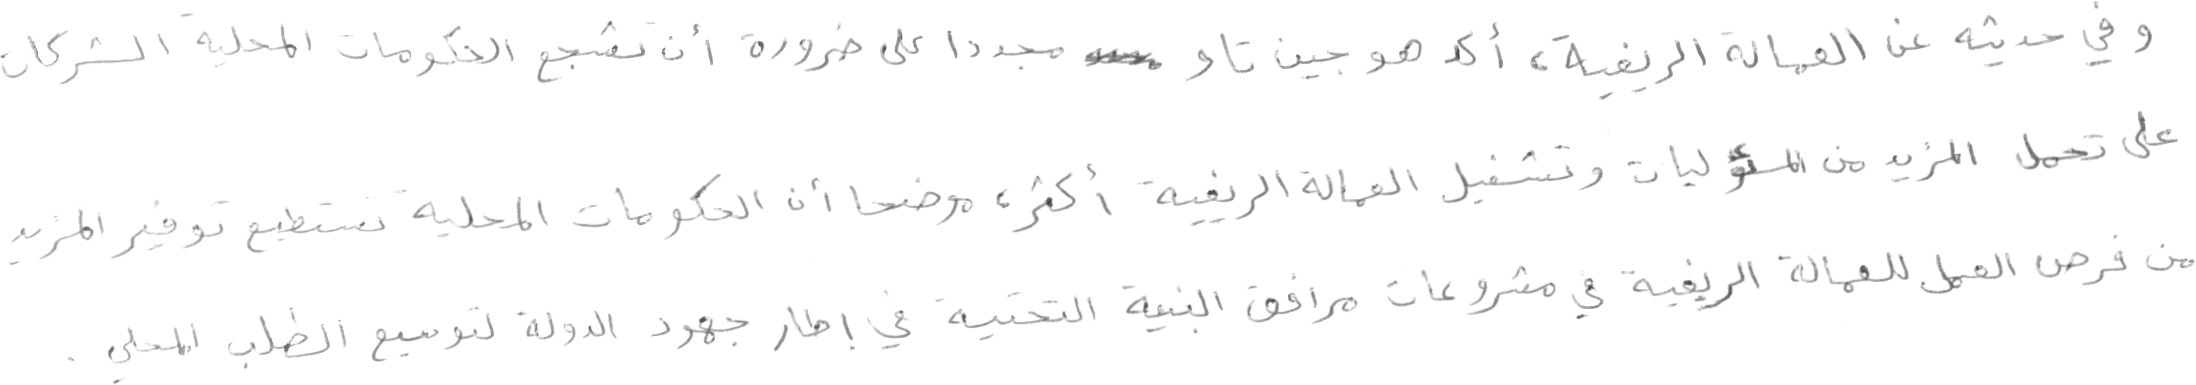 وفي حديثه عن العمالة الريفية، أكد هو جين تاو مجددا على ضرورة أن تشجع الحكومات المحلية الشركات
على تحمل المزيد من المسؤوليات وتشغيل العمالة الريفية أكثر، موضحا أن الحكومات المحلية تستطيع توفير المزيد
من فرص العمل للعمالة الريفية في مشروعات مرافق البنية التحتية في إطار جهود الدولة لتوسيع الطلب المحلي .